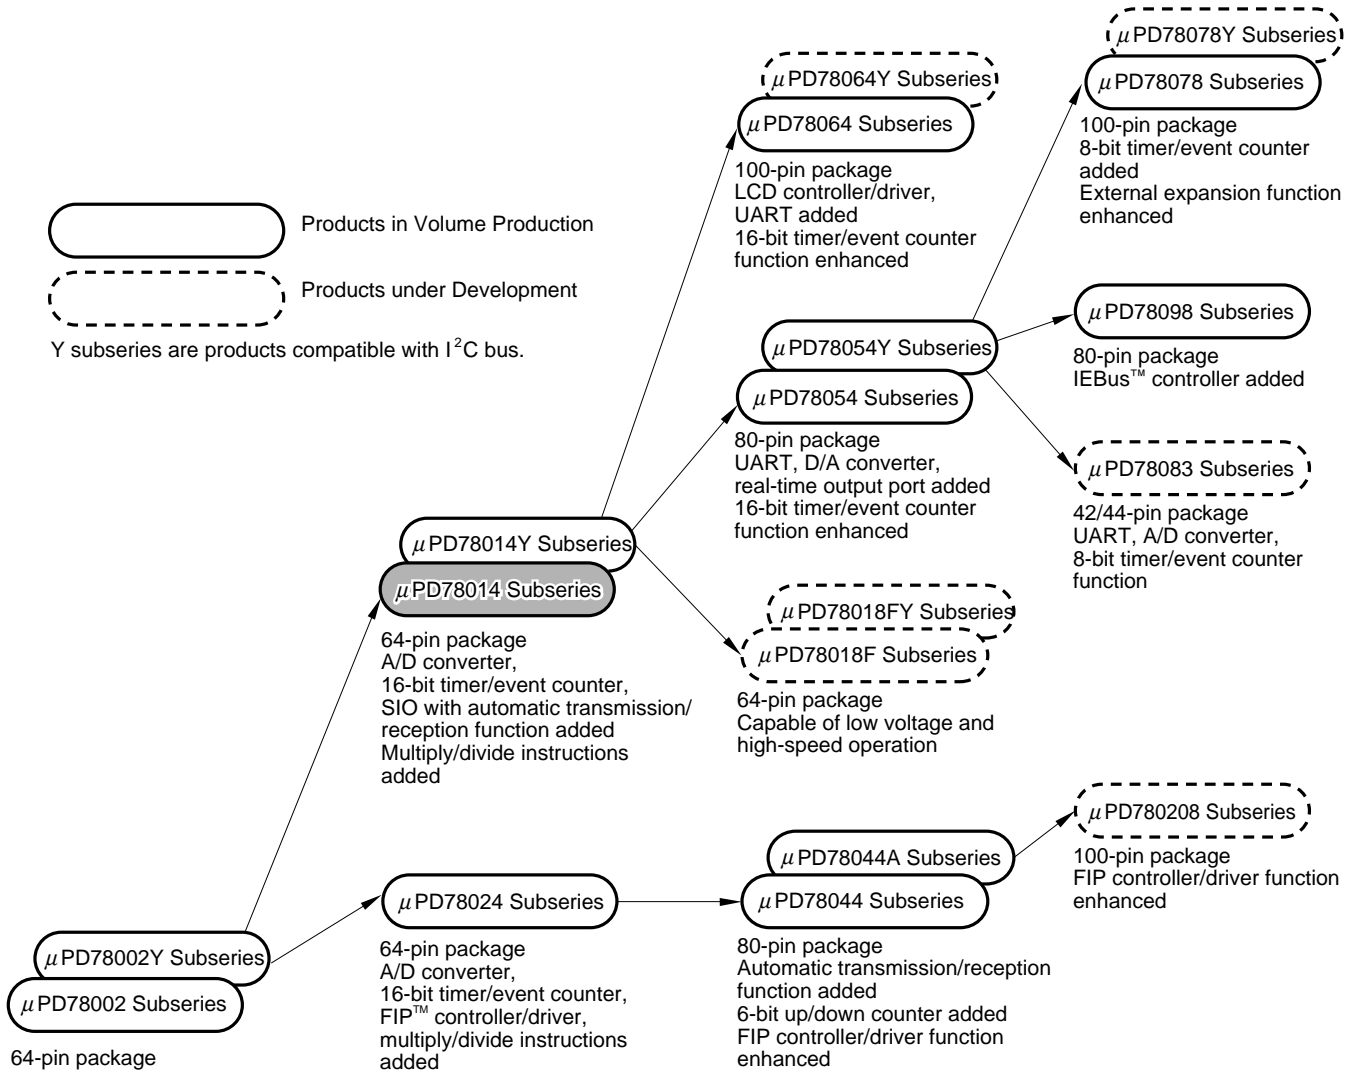 μPD78078Y Subseries
μPD78078 Subseries
100-pin package
8-bit timer/event counter
added
External expansion function
enhanced
μPD78064Y Subseries
μPD78064 Subseries
100-pin package
LCD controller/driver,
UART added
16-bit timer/event counter
function enhanced
Products in Volume Production
Products under Development
Y subseries are products compatible with I²C bus.
μPD78098 Subseries
80-pin package
IEBus™ controller added
μPD78054Y Subseries
μPD78054 Subseries
80-pin package
UART, D/A converter,
real-time output port added
16-bit timer/event counter
function enhanced
μPD78083 Subseries
42/44-pin package
UART, A/D converter,
8-bit timer/event counter
function
μPD78014Y Subseries
μPD78014 Subseries
64-pin package
A/D converter,
16-bit timer/event counter,
SIO with automatic transmission/
reception function added
Multiply/divide instructions
added
μPD78018FY Subseries
μPD78018F Subseries
64-pin package
Capable of low voltage and
high-speed operation
μPD780208 Subseries
100-pin package
FIP controller/driver function
enhanced
μPD78044A Subseries
μPD78044 Subseries
80-pin package
Automatic transmission/reception
function added
6-bit up/down counter added
FIP controller/driver function
enhanced
μPD78024 Subseries
64-pin package
A/D converter,
16-bit timer/event counter,
FIP™ controller/driver,
multiply/divide instructions
added
μPD78002Y Subseries
μPD78002 Subseries
64-pin package